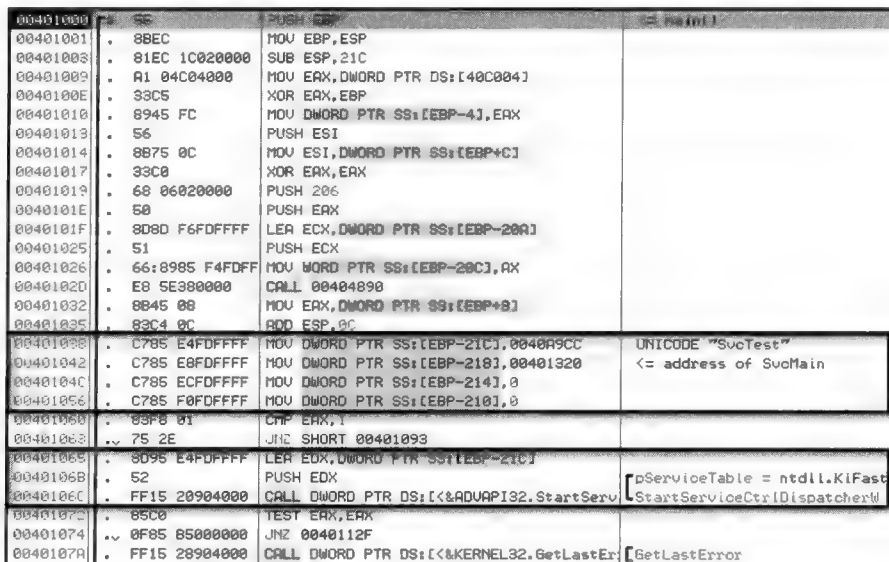 00401000 55 PUSH EBP <= main()
00401001 . 8BEC MOV EBP,ESP
00401003 . 81EC 1C020000 SUB ESP,21C
00401009 . A1 04C04000 MOV EAX,DWORD PTR DS:[40C004]
0040100E . 33C5 XOR EAX,EBP
00401010 . 8945 FC MOV DWORD PTR SS:[EBP-4],EAX
00401013 . 56 PUSH ESI
00401014 . 8B75 0C MOV ESI,DWORD PTR SS:[EBP+C]
00401017 . 33C0 XOR EAX,EAX
00401019 . 68 06020000 PUSH 206
0040101E . 50 PUSH EAX
0040101F . 8D8D F6FDFFFF LEA ECX,DWORD PTR SS:[EBP-20A]
00401025 . 51 PUSH ECX
00401026 . 66:8985 F4FDFF MOV WORD PTR SS:[EBP-20C],AX
0040102D . E8 5E380000 CALL 00404890
00401032 . 8B45 08 MOV EAX,DWORD PTR SS:[EBP+8]
00401035 . 83C4 0C ADD ESP,0C
00401038 . C785 E4FDFFFF MOV DWORD PTR SS:[EBP-21C],0040A9CC UNICODE "SvcTest"
00401042 . C785 E8FDFFFF MOV DWORD PTR SS:[EBP-218],00401320 <= address of SvcMain
0040104C . C785 ECFDFFFF MOV DWORD PTR SS:[EBP-214],0
00401056 . C785 F0FDFFFF MOV DWORD PTR SS:[EBP-210],0
00401060 . 83F8 01 CMP EAX,1
00401063 .v 75 2E JNZ SHORT 00401093
00401065 . 8D95 E4FDFFFF LEA EDX,DWORD PTR SS:[EBP-21C]
0040106B . 52 PUSH EDX pServiceTable = ntdll.KiFast
0040106C . FF15 20904000 CALL DWORD PTR DS:[<&ADVAPI32.StartServ StartServiceCtrlDispatcherW
00401072 . 85C0 TEST EAX,EAX
00401074 .v 0F85 B5000000 JNZ 0040112F
0040107A . FF15 28904000 CALL DWORD PTR DS:[<&KERNEL32.GetLastEr GetLastError